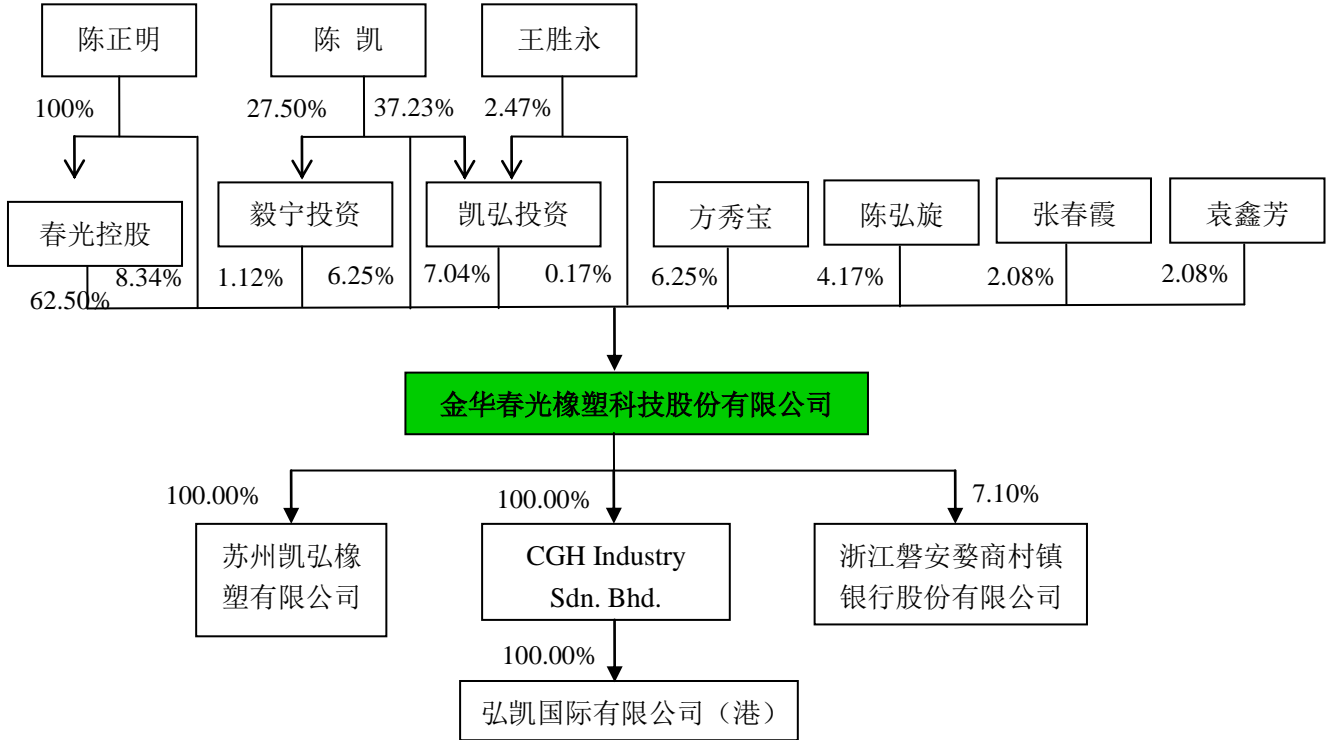 陈正明
陈 凯
王胜永
100%
27.50%
37.23%
2.47%
春光控股
毅宁投资
凯弘投资
方秀宝
陈弘旋
张春霞
袁鑫芳
62.50%
8.34%
1.12%
6.25%
7.04%
0.17%
6.25%
4.17%
2.08%
2.08%
金华春光橡塑科技股份有限公司
100.00%
100.00%
7.10%
苏州凯弘橡
塑有限公司
CGH Industry
Sdn. Bhd.
浙江磐安婺商村镇
银行股份有限公司
100.00%
弘凯国际有限公司（港）